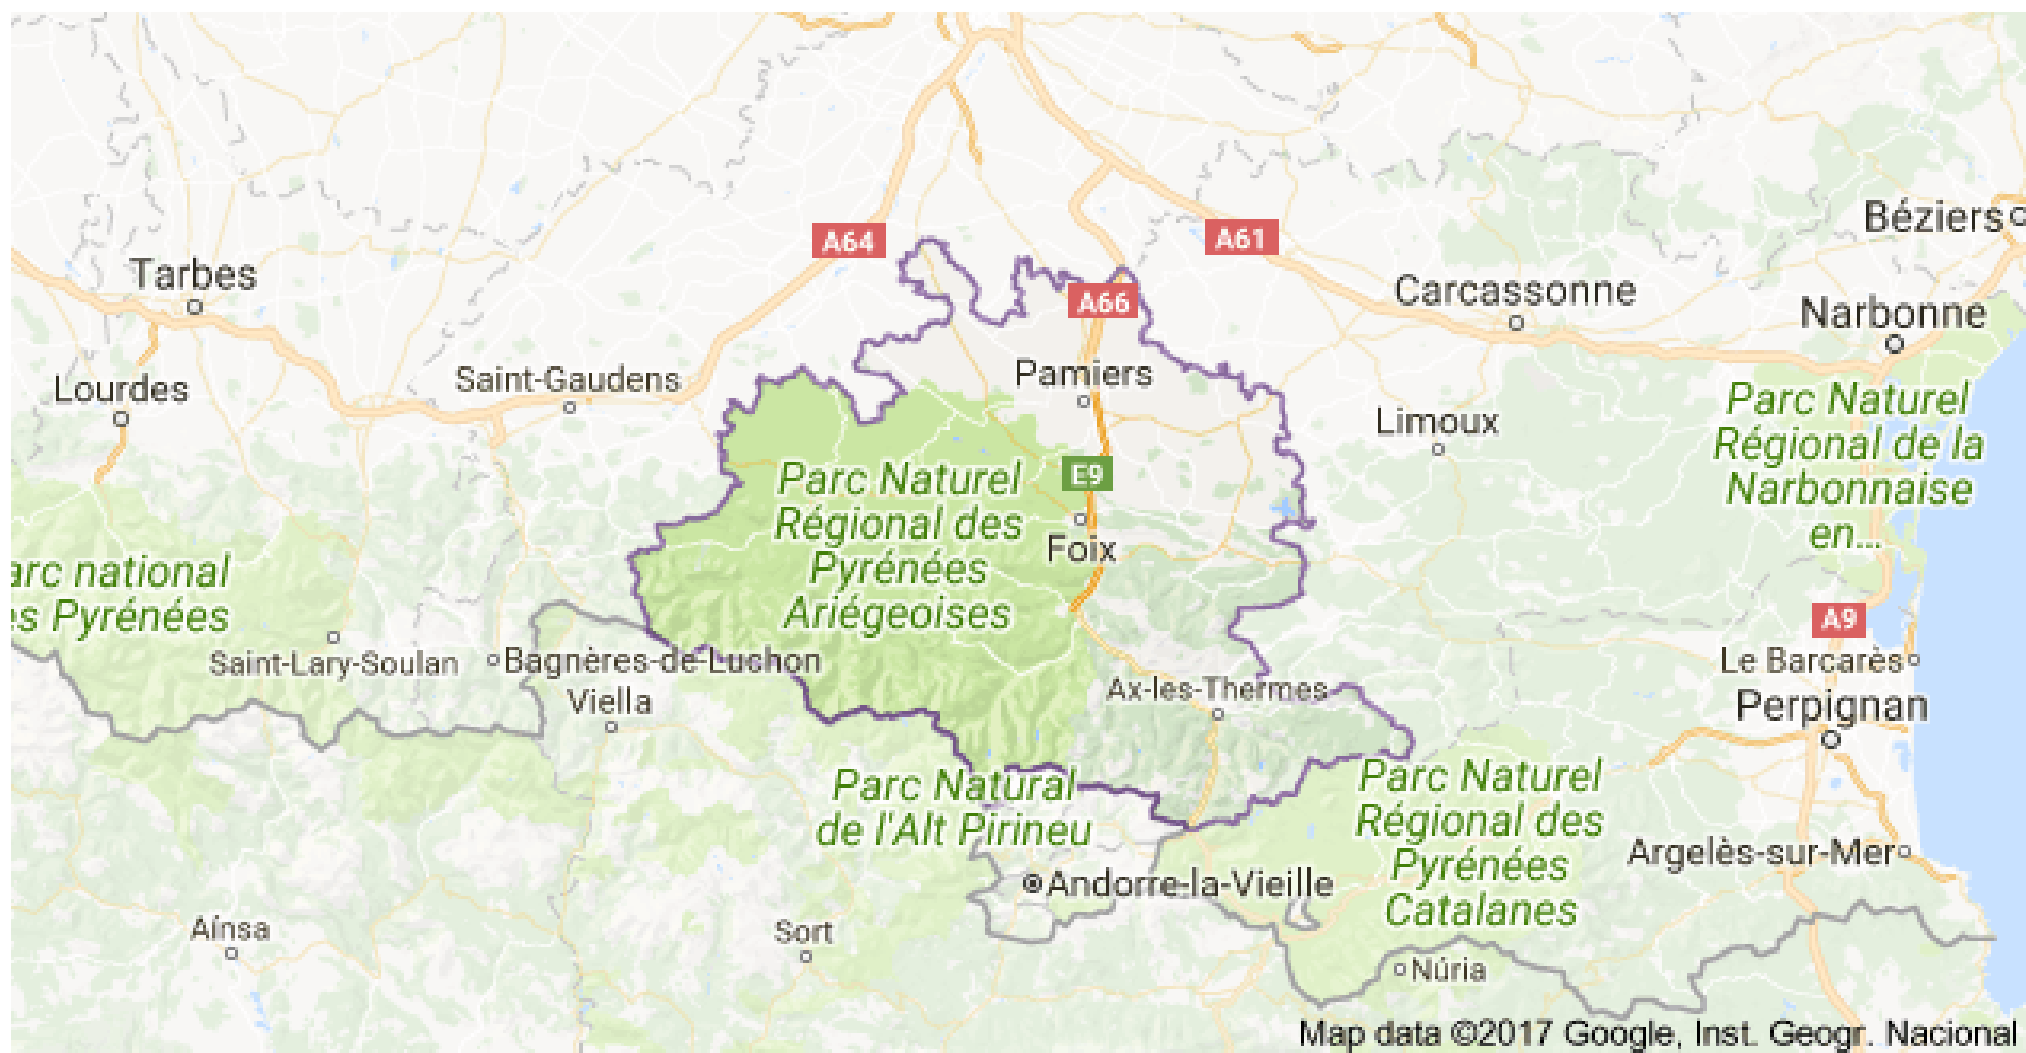 A64
A61
Béziers
Tarbes
A66
Carcassonne
Narbonne
Saint-Gaudens
Pamiers
Lourdes
Limoux
Parc Naturel
Régional de la
Narbonnaise
en...
E9
Parc Naturel
Régional des
Pyrénées
Ariégeoises
Foix
arc national
es Pyrénées
A9
Saint-Lary-Soulan
Bagnères-de-Luchon
Le Barcarès
Viella
Ax-les-Thermes
Perpignan
Parc Natural
de l'Alt Pirineu
Parc Naturel
Régional des
Pyrénées
Catalanes
Argelès-sur-Mer
Andorre-la-Vieille
Aínsa
Sort
Núria
Map data ©2017 Google, Inst. Geogr. Nacional